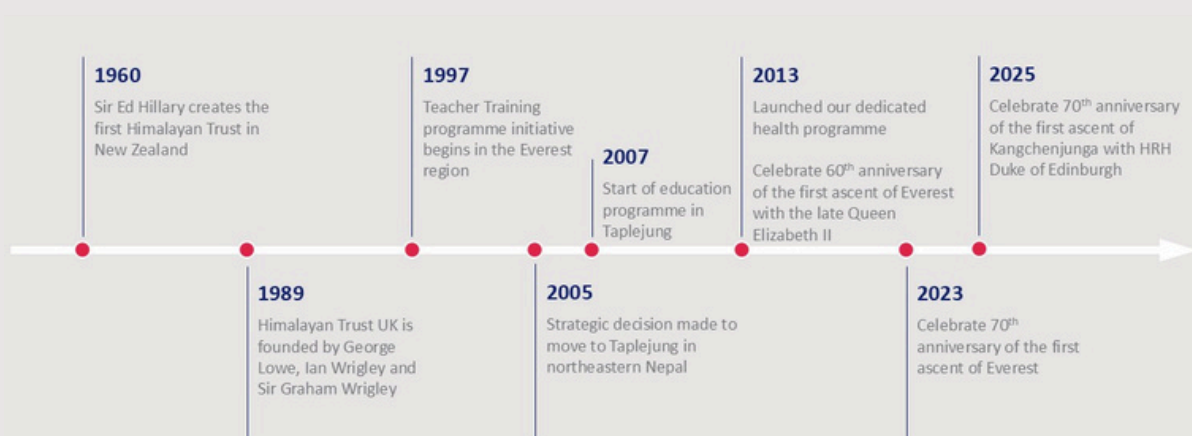 1960
Sir Ed Hillary creates the
first Himalayan Trust in
New Zealand
1989
Himalayan Trust UK is
founded by George
Lowe, Ian Wrigley and
Sir Graham Wrigley
1997
Teacher Training
programme initiative
begins in the Everest
region
2005
Strategic decision made to
move to Taplejung in
northeastern Nepal
2007
Start of education
programme in
Taplejung
2013
Launched our dedicated
health programme
Celebrate 60th anniversary
of the first ascent of Everest
with the late Queen
Elizabeth II
2023
Celebrate 70th
anniversary of the first
ascent of Everest
2025
Celebrate 70th anniversary
of the first ascent of
Kangchenjunga with HRH
Duke of Edinburgh